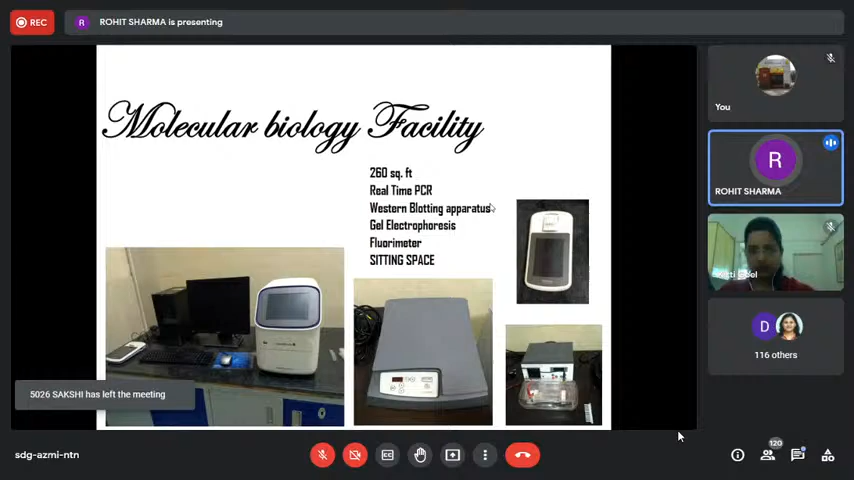 REC
R
ROHIT SHARMA is presenting
Molecular biology Facility
260 sq. ft
Real Time PCR
Western Blotting apparatus
Gel Electrophoresis
Fluorimeter
SITTING SPACE
You
R
ROHIT SHARMA
D
116 others
5026 SAKSHI has left the meeting
sdg-azmi-ntn
120